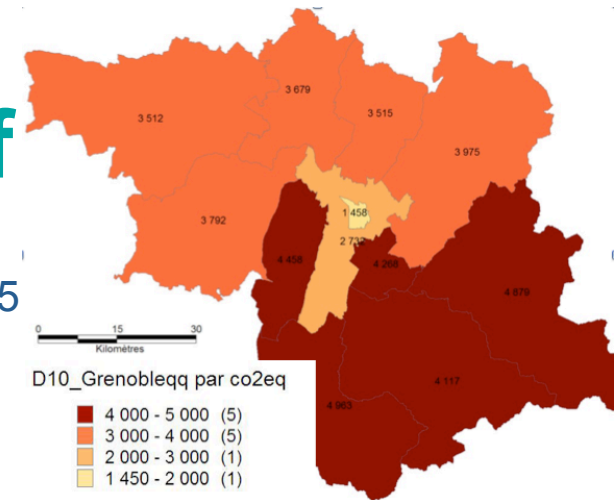 f
5
3 512
3 679
3 515
3 975
3 792
1 458
2 732
4 458
4 268
4 879
4 117
4 963
0 15 30
Kilomètres
D10_Grenobleqq par co2eq
4 000 - 5 000 (5)
3 000 - 4 000 (5)
2 000 - 3 000 (1)
1 450 - 2 000 (1)